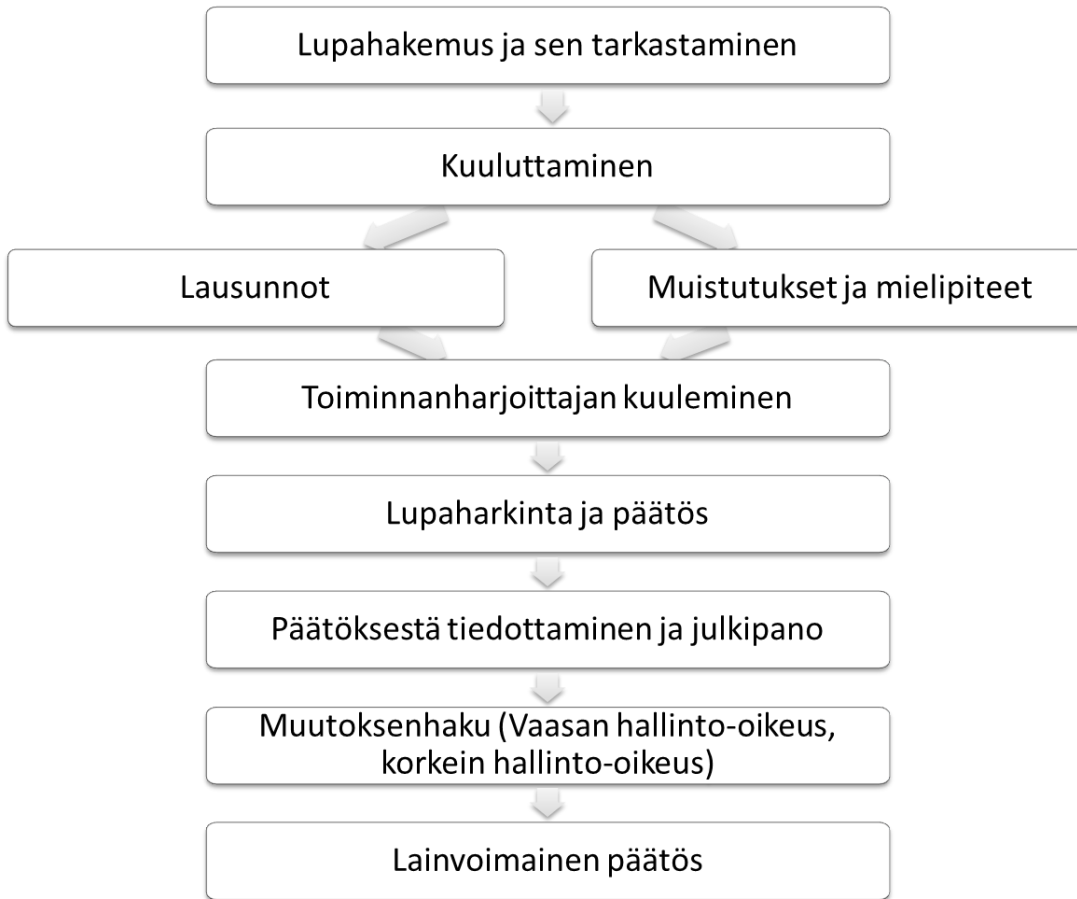 Lupahakemus ja sen tarkastaminen
Kuuluttaminen
Lausunnot
Muistutukset ja mielipiteet
Toiminnanharjoittajan kuuleminen
Lupaharkinta ja päätös
Päätöksestä tiedottaminen ja julkipano
Muutoksenhaku (Vaasan hallinto-oikeus,
korkein hallinto-oikeus)
Lainvoimainen päätös